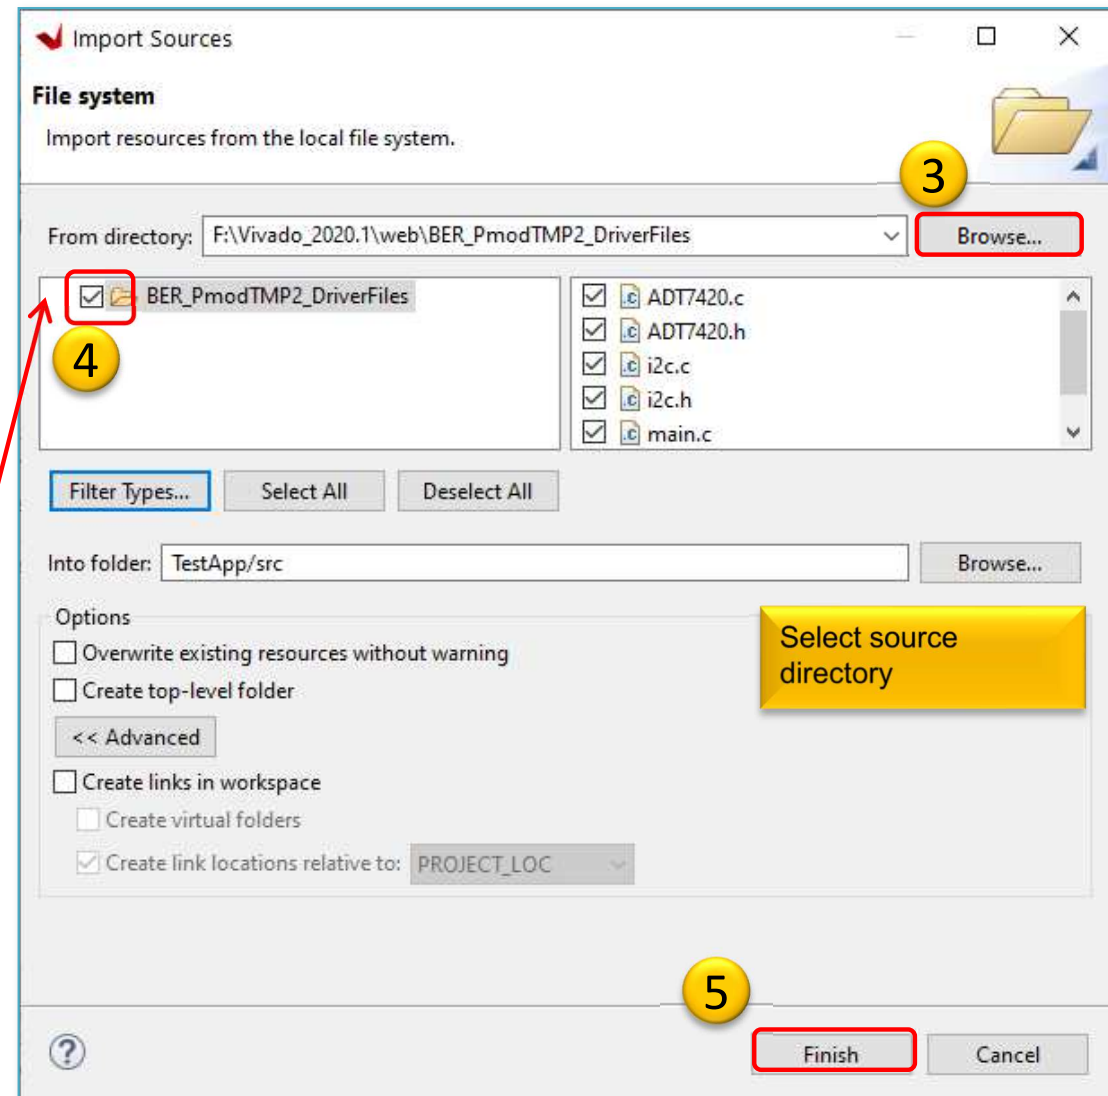 Import Sources
File system
Import resources from the local file system.
3
From directory: F:\Vivado_2020.1\web\BER_PmodTMP2_DriverFiles Browse...
BER_PmodTMP2_DriverFiles
4
ADT7420.c
ADT7420.h
i2c.c
i2c.h
main.c
Filter Types... Select All Deselect All
Into folder: TestApp/src Browse...
Options
Overwrite existing resources without warning
Create top-level folder
<< Advanced
Create links in workspace
Create virtual folders
Create link locations relative to: PROJECT_LOC
Select source
directory
5
? Finish Cancel